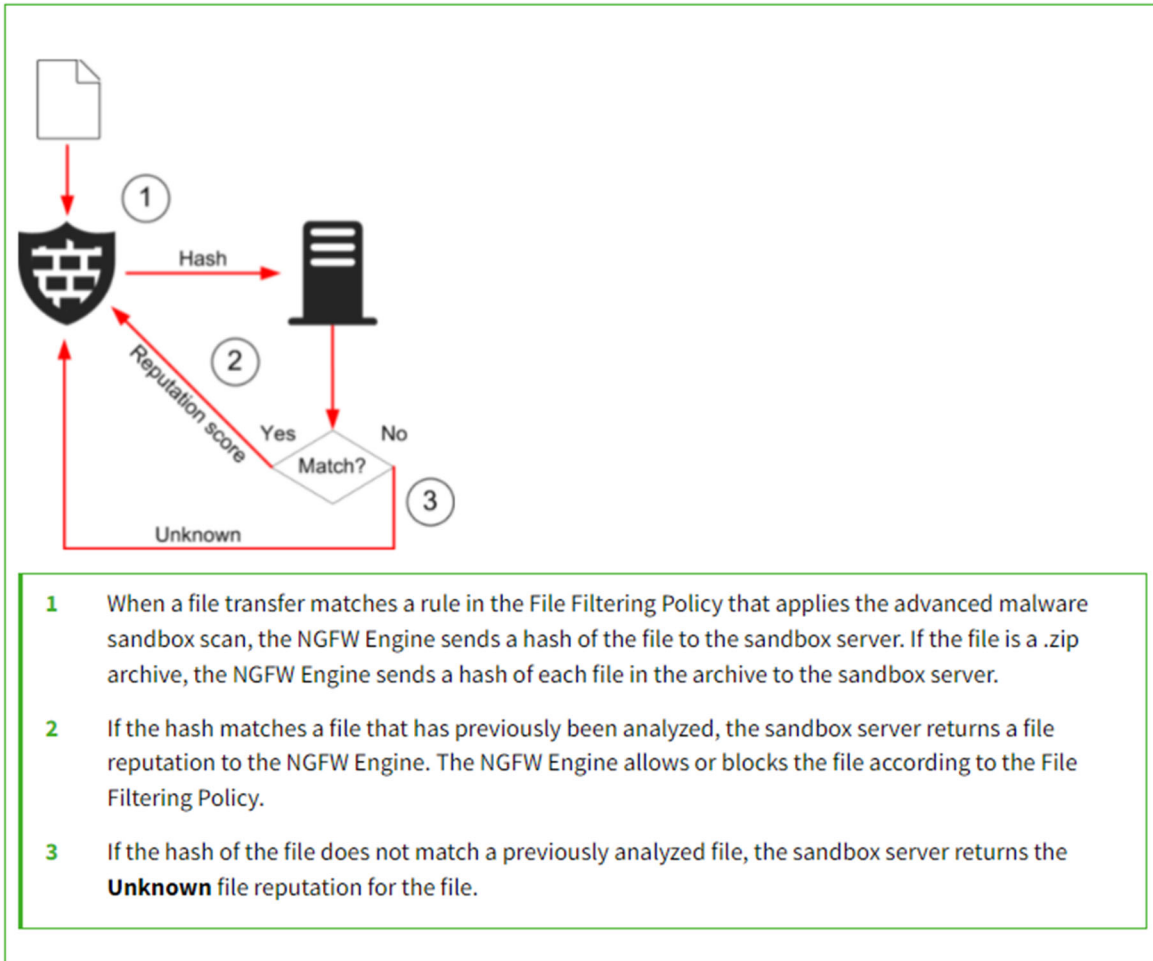 1
Hash
2
Reputation score
Yes
No
Match?
3
Unknown
1 When a file transfer matches a rule in the File Filtering Policy that applies the advanced malware
sandbox scan, the NGFW Engine sends a hash of the file to the sandbox server. If the file is a .zip
archive, the NGFW Engine sends a hash of each file in the archive to the sandbox server.
2 If the hash matches a file that has previously been analyzed, the sandbox server returns a file
reputation to the NGFW Engine. The NGFW Engine allows or blocks the file according to the File
Filtering Policy.
3 If the hash of the file does not match a previously analyzed file, the sandbox server returns the
Unknown file reputation for the file.